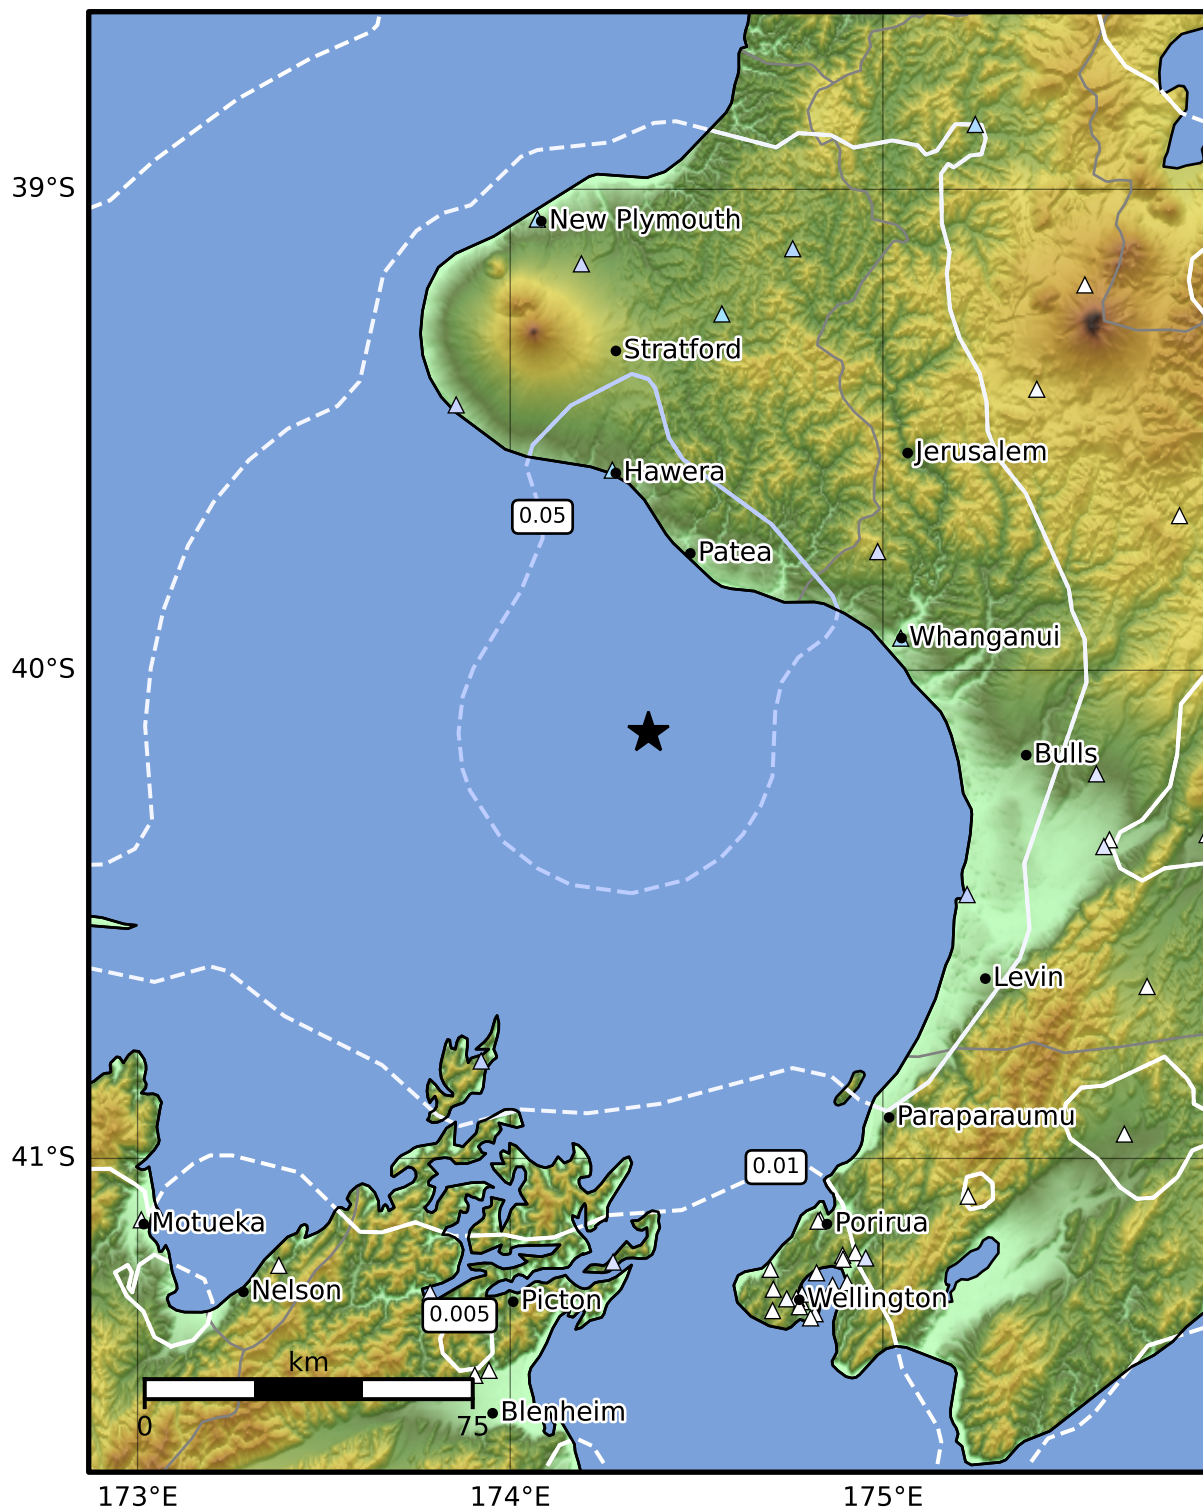 39°S
New Plymouth
Stratford
Jerusalem
Hawera
0.05
Patea
Whanganui
40°S
Bulls
Levin
Paraparaumu
41°S
0.01
Motueka
Porirua
Nelson
Picton
Wellington
0.005
km
0
75
Blenheim
173°E
174°E
175°E